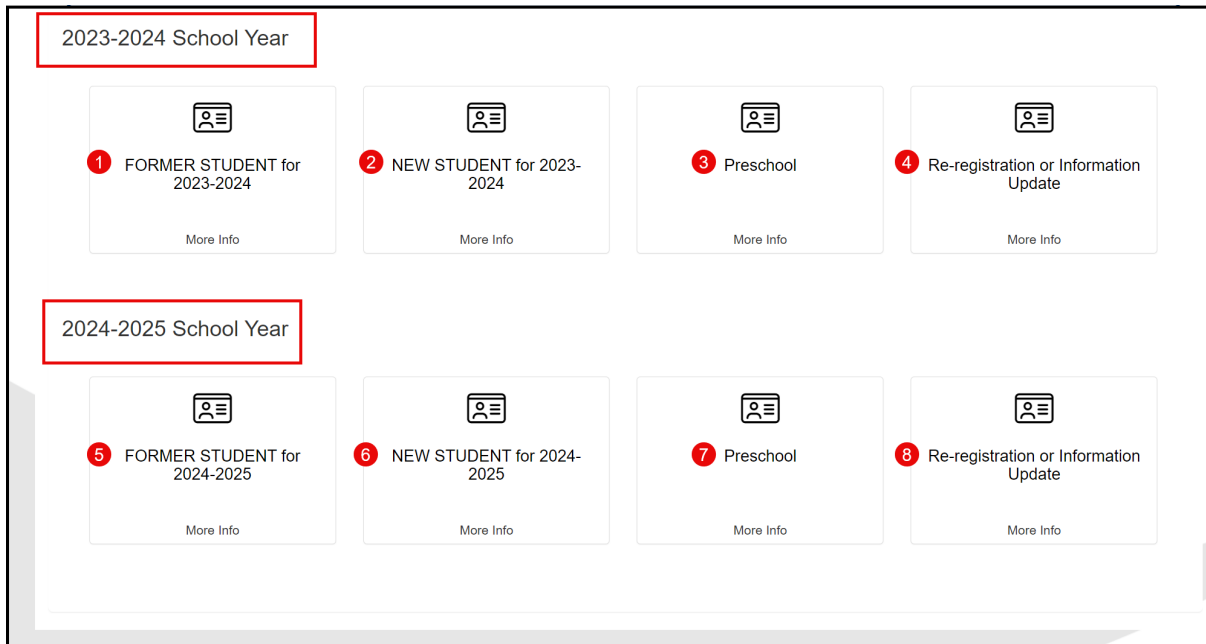 2023-2024 School Year
1 FORMER STUDENT for
2023-2024
More Info
2 NEW STUDENT for 2023-
2024
More Info
3 Preschool
More Info
4 Re-registration or Information
Update
More Info
2024-2025 School Year
5 FORMER STUDENT for
2024-2025
More Info
6 NEW STUDENT for 2024-
2025
More Info
7 Preschool
More Info
8 Re-registration or Information
Update
More Info